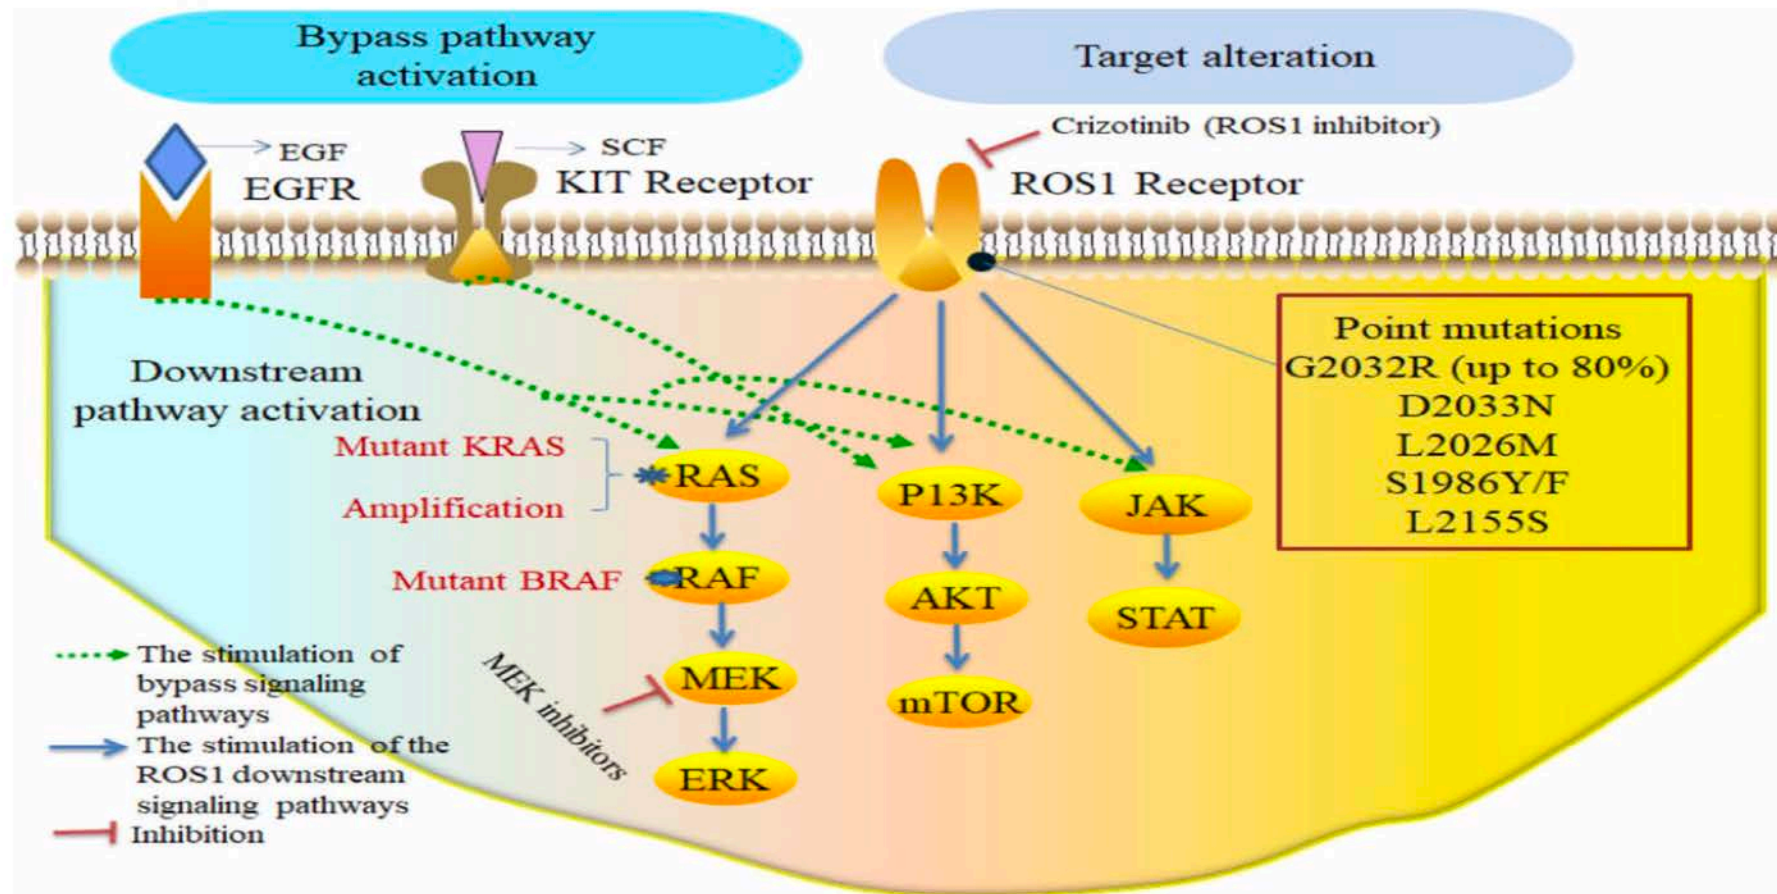 Bypass pathway
activation
Target alteration
Crizotinib (ROS1 inhibitor)
EGF
EGFR
SCF
KIT Receptor
ROS1 Receptor
Downstream
pathway activation
Mutant KRAS
Amplification
Mutant BRAF
MEK inhibitors
RAS
RAF
MEK
ERK
P13K
AKT
mTOR
JAK
STAT
Point mutations
G2032R (up to 80%)
D2033N
L2026M
S1986Y/F
L2155S
The stimulation of
bypass signaling
pathways
The stimulation of the
ROS1 downstream
signaling pathways
Inhibition